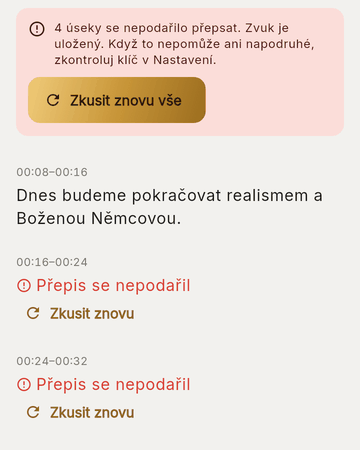 4 úseky se nepodařilo přepsat. Zvuk je
uložený. Když to nepomůže ani napodruhé,
zkontroluj klíč v Nastavení.
Zkusit znovu vše
00:08–00:16
Dnes budeme pokračovat realismem a
Boženou Němcovou.
00:16–00:24
Přepis se nepodařil
Zkusit znovu
00:24–00:32
Přepis se nepodařil
Zkusit znovu